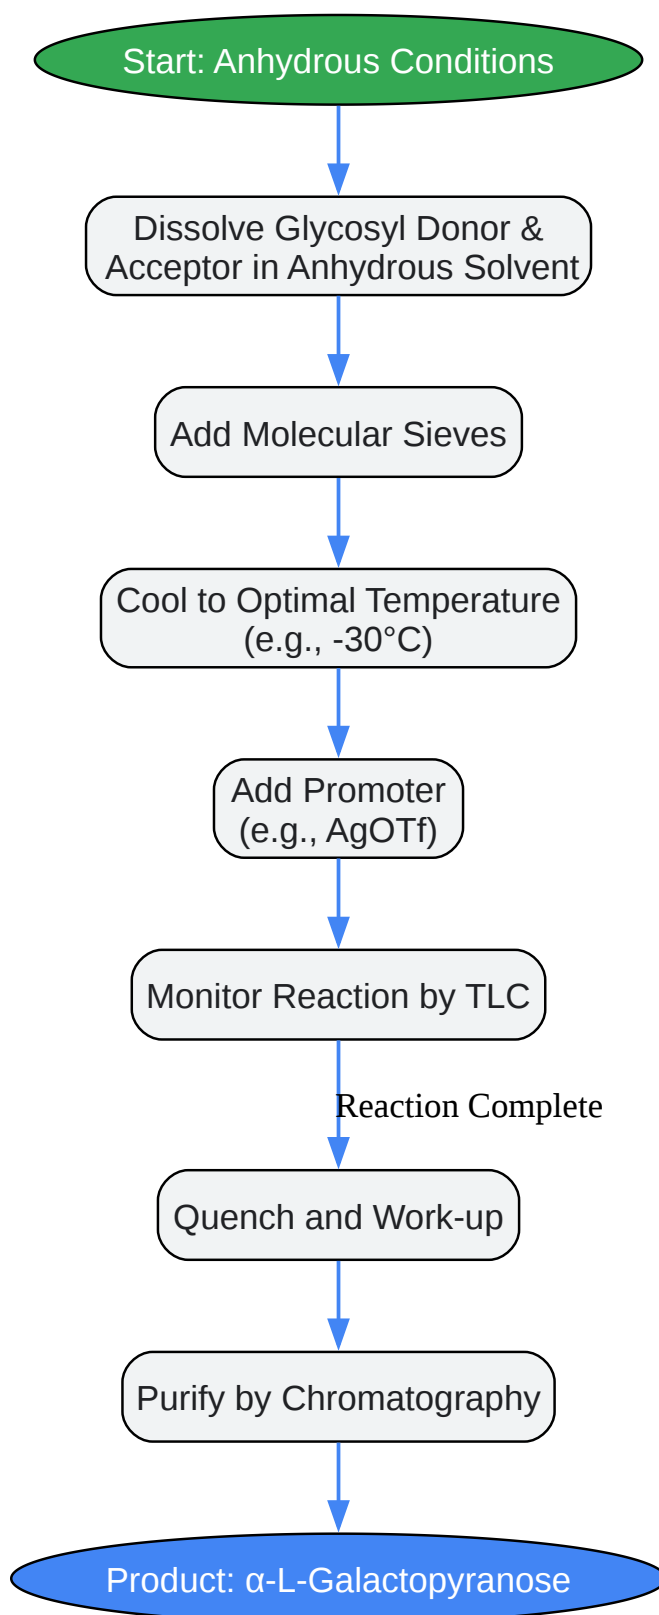 Start: Anhydrous Conditions
Dissolve Glycosyl Donor &
Acceptor in Anhydrous Solvent
Add Molecular Sieves
Cool to Optimal Temperature
(e.g., -30°C)
Add Promoter
(e.g., AgOTf)
Monitor Reaction by TLC
Reaction Complete
Quench and Work-up
Purify by Chromatography
Product: α-L-Galactopyranose